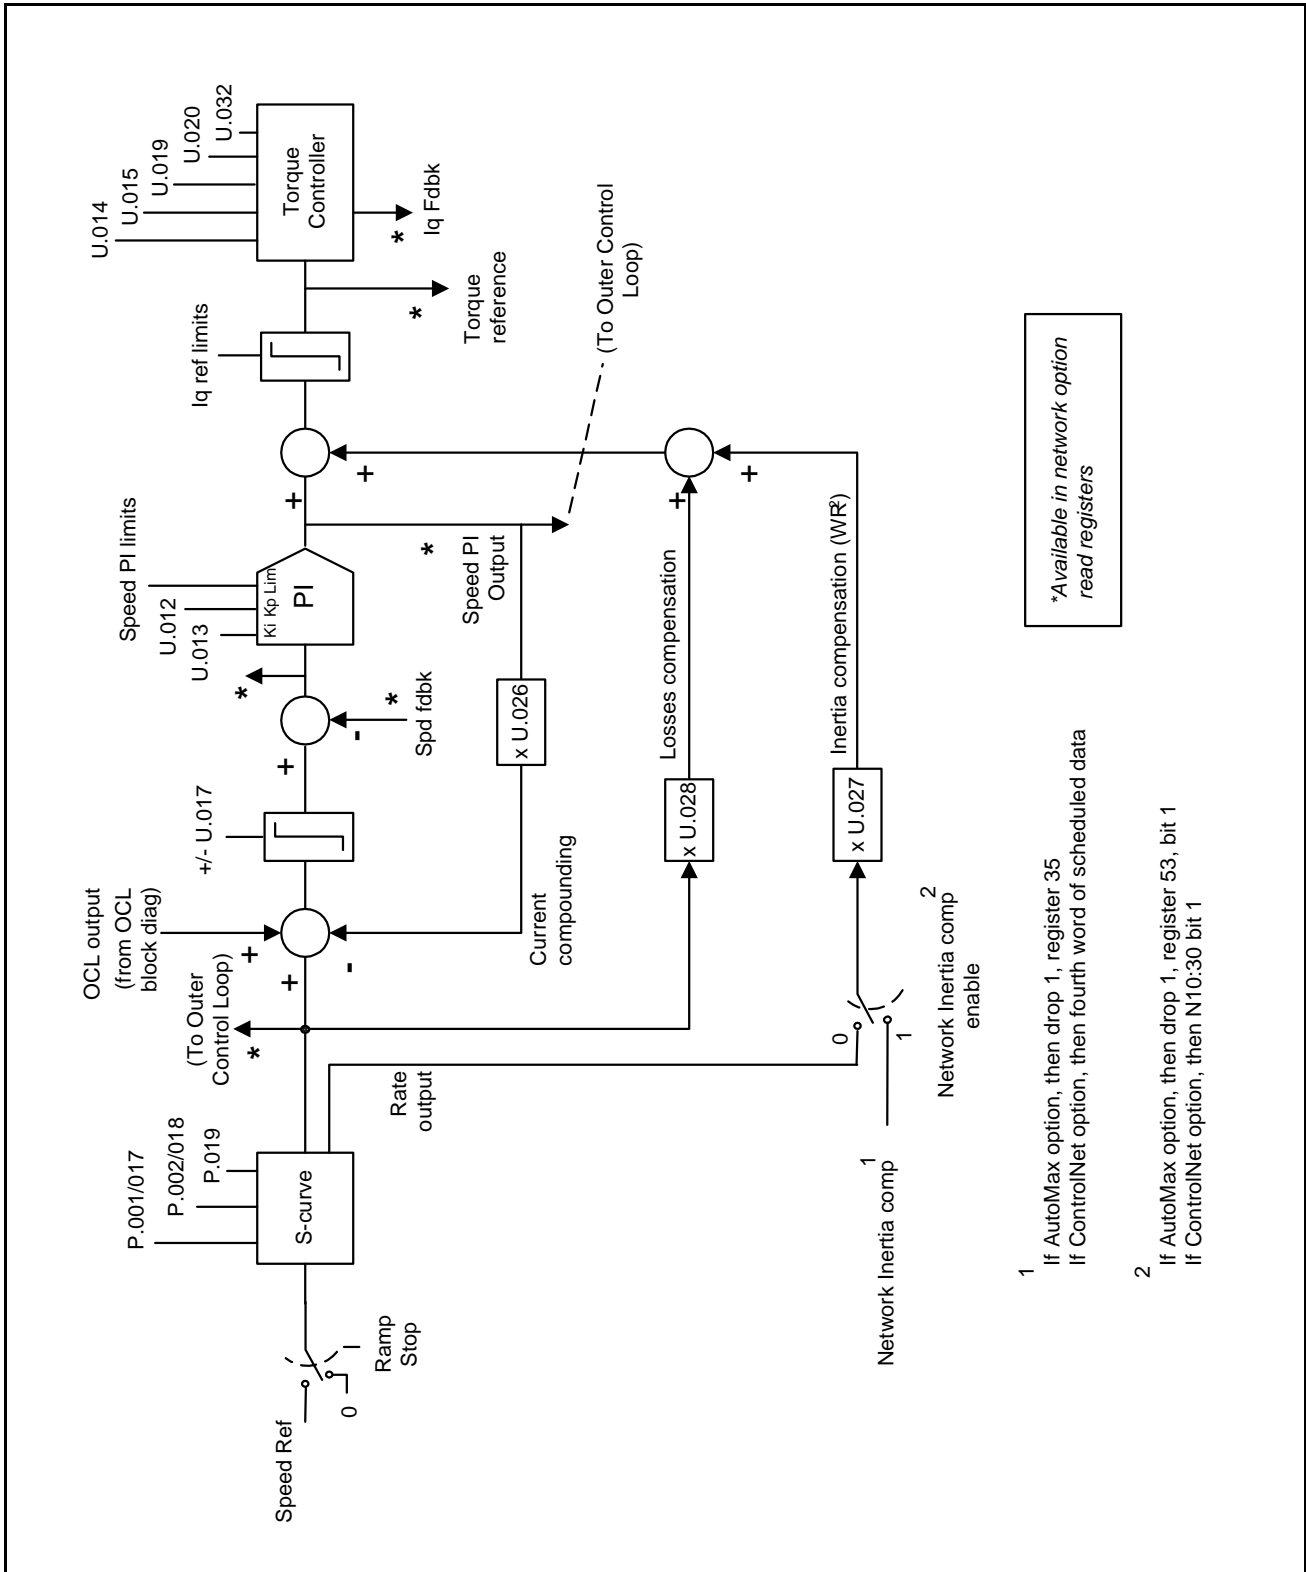 Speed Ref
0
Ramp
Stop
P.001/017
P.002/018
P.019
S-curve
Rate
output
(To Outer
Control Loop)
*
OCL output
(from OCL
block diag)
+
+
-
+/- U.017
Current
compounding
+
-
Spd fdbk
*
*
x U.026
Speed PI limits
U.012
U.013
Ki Kp Lim
PI
Speed PI
Output
*
(To Outer Control
Loop)
+
+
Iq ref limits
Torque
reference
*
U.014
U.015
U.019
U.020
U.032
Torque
Controller
Iq Fdbk
*
x U.028
Losses compensation
+
+
Network Inertia comp 1
0
1
Network Inertia comp 2
enable
x U.027
Inertia compensation (WR2)
*Available in network option
read registers
1
If AutoMax option, then drop 1, register 35
If ControlNet option, then fourth word of scheduled data
2
If AutoMax option, then drop 1, register 53, bit 1
If ControlNet option, then N10:30 bit 1